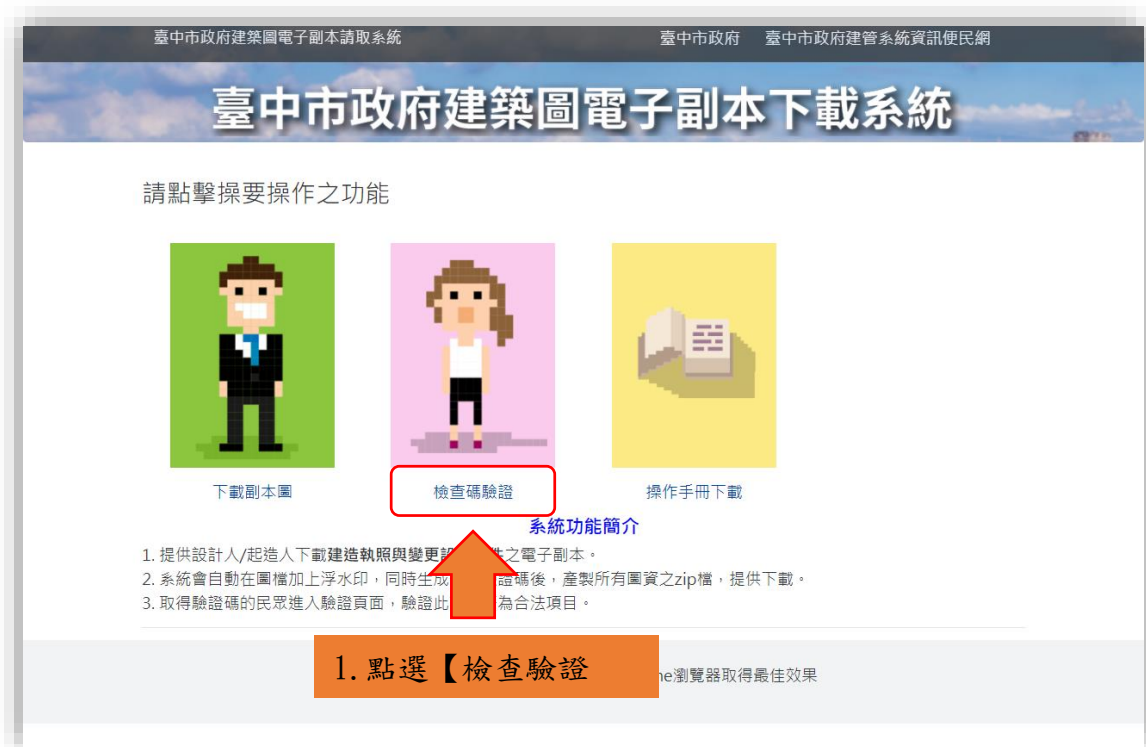 臺中市政府建築圖電子副本請取系統 臺中市政府 臺中市政府建管系統資訊便民網
臺中市政府建築圖電子副本下載系統
請點擊操要操作之功能
下載副本圖 檢查碼驗證 操作手冊下載
系統功能簡介
1. 提供設計人/起造人下載建造執照與變更 之電子副本。
2. 系統會自動在圖檔加上浮水印，同時生成 證碼後，產製所有圖資之zip檔，提供下載。
3. 取得驗證碼的民眾進入驗證頁面，驗證此 為合法項目。
1. 點選【檢查驗證
瀏覽器取得最佳效果